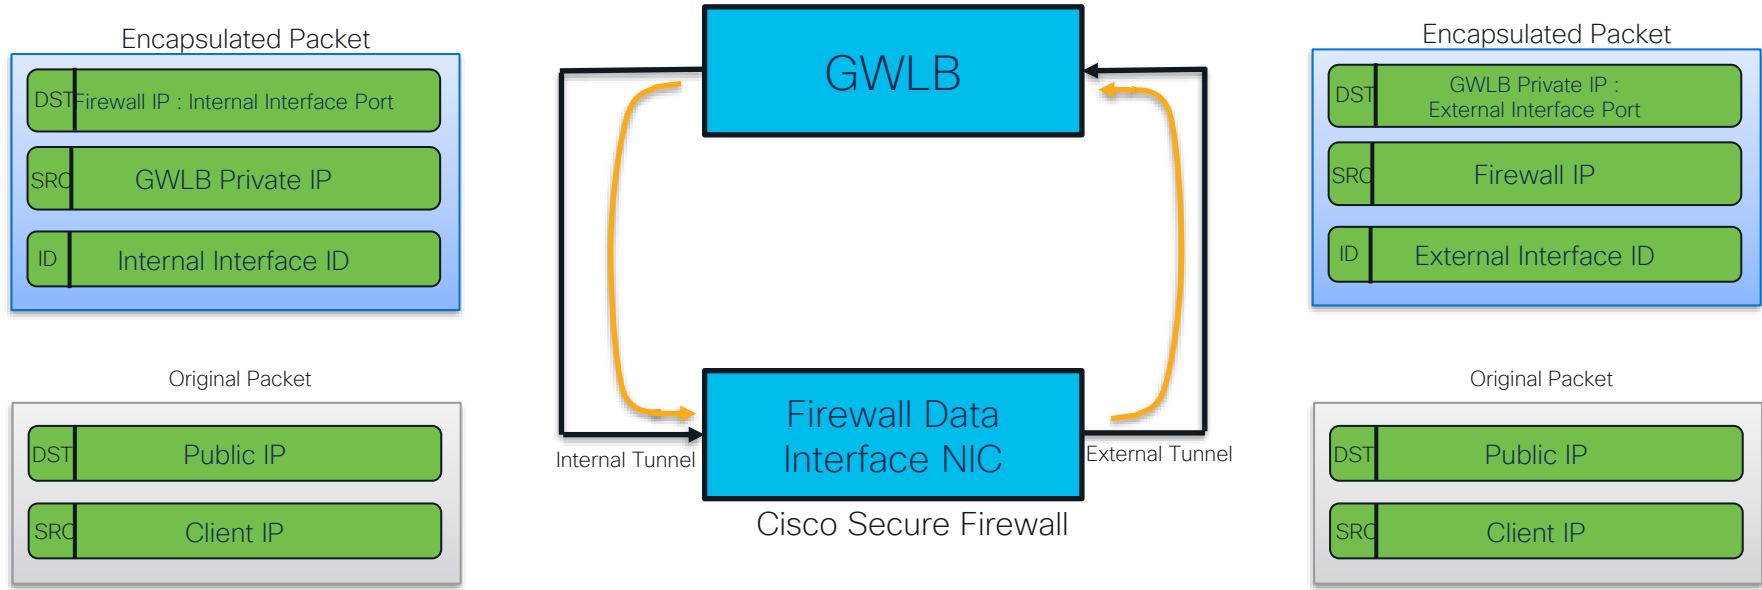 Encapsulated Packet
DST
Firewall IP : Internal Interface Port
SRC
GWLB Private IP
ID
Internal Interface ID
Original Packet
DST
Public IP
SRC
Client IP
GWLB
Firewall Data
Interface NIC
Internal Tunnel
External Tunnel
Cisco Secure Firewall
Encapsulated Packet
DST
GWLB Private IP :
External Interface Port
SRC
Firewall IP
ID
External Interface ID
Original Packet
DST
Public IP
SRC
Client IP